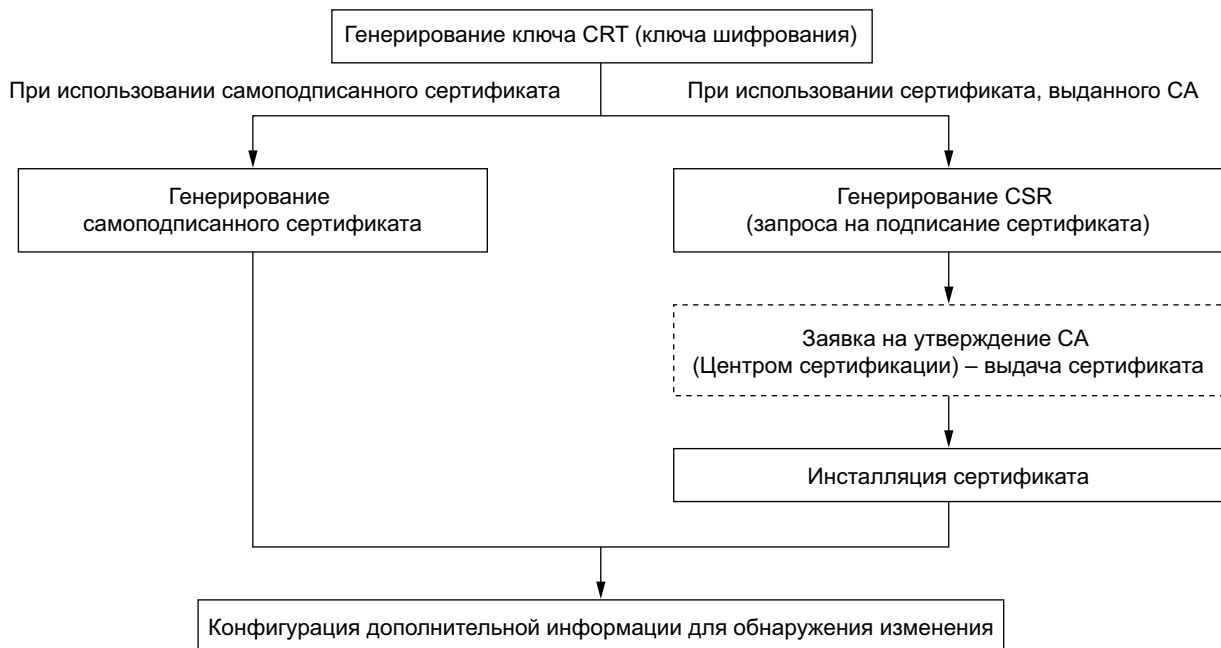 Генерирование ключа CRT (ключа шифрования)
При использовании самоподписанного сертификата
При использовании сертификата, выданного CA
Генерирование
самоподписанного сертификата
Генерирование CSR
(запроса на подписание сертификата)
Заявка на утверждение CA
(Центром сертификации) – выдача сертификата
Инсталляция сертификата
Конфигурация дополнительной информации для обнаружения изменения